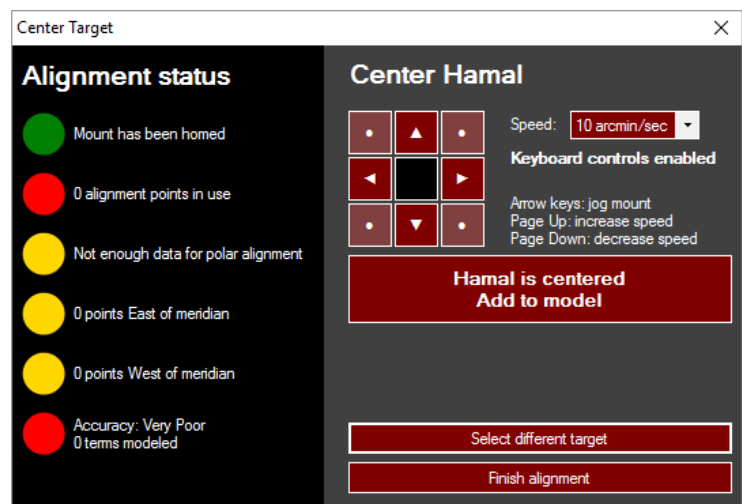 Center Target
Alignment status
Mount has been homed
0 alignment points in use
Not enough data for polar alignment
0 points East of meridian
0 points West of meridian
Accuracy: Very Poor
0 terms modeled
Center Hamal
Speed: 10 arcmin/sec
Keyboard controls enabled
Arrow keys: jog mount
Page Up: increase speed
Page Down: decrease speed
Hamal is centered
Add to model
Select different target
Finish alignment